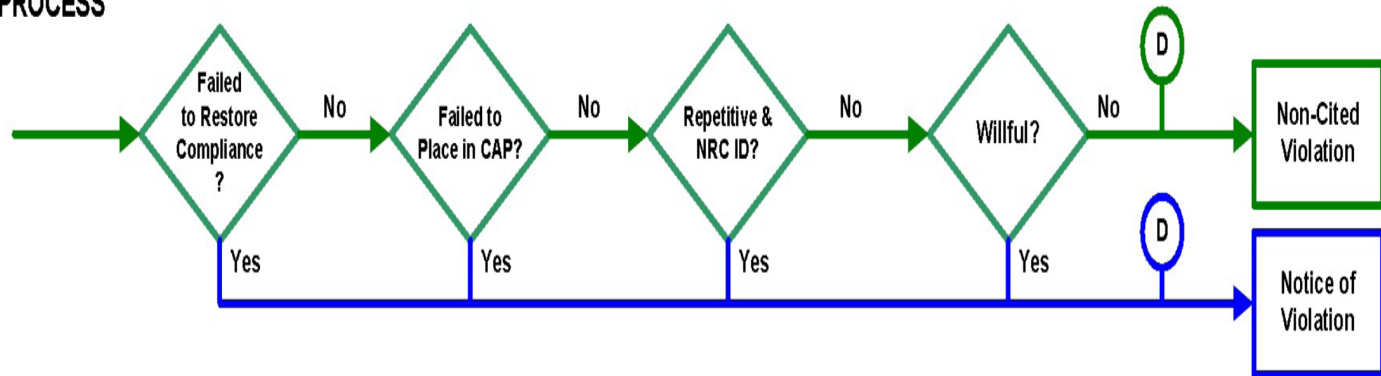 PROCESS
Failed
to Restore
Compliance
?
No
Failed to
Place in CAP?
No
Repetitive &
NRC ID?
No
Willful?
No
D
Non-Cited
Violation
Yes
Yes
Yes
Yes
D
Notice of
Violation